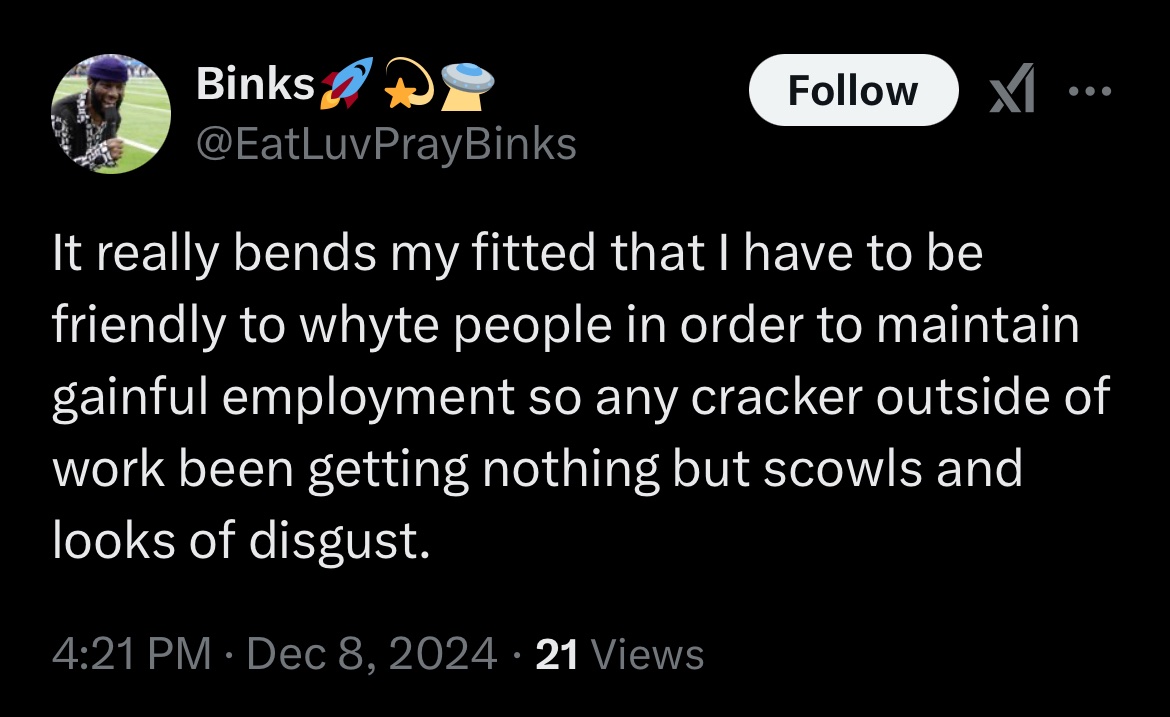 Binks🚀💫🛸
@EatLuvPrayBinks
Follow
It really bends my fitted that I have to be
friendly to whyte people in order to maintain
gainful employment so any cracker outside of
work been getting nothing but scowls and
looks of disgust.
4:21 PM · Dec 8, 2024 · 21 Views